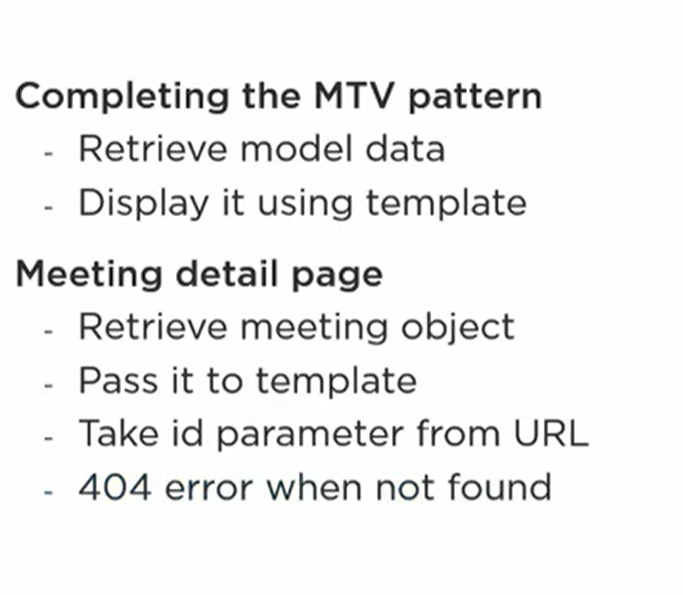 Completing the MTV pattern
- Retrieve model data
- Display it using template
Meeting detail page
- Retrieve meeting object
- Pass it to template
- Take id parameter from URL
- 404 error when not found